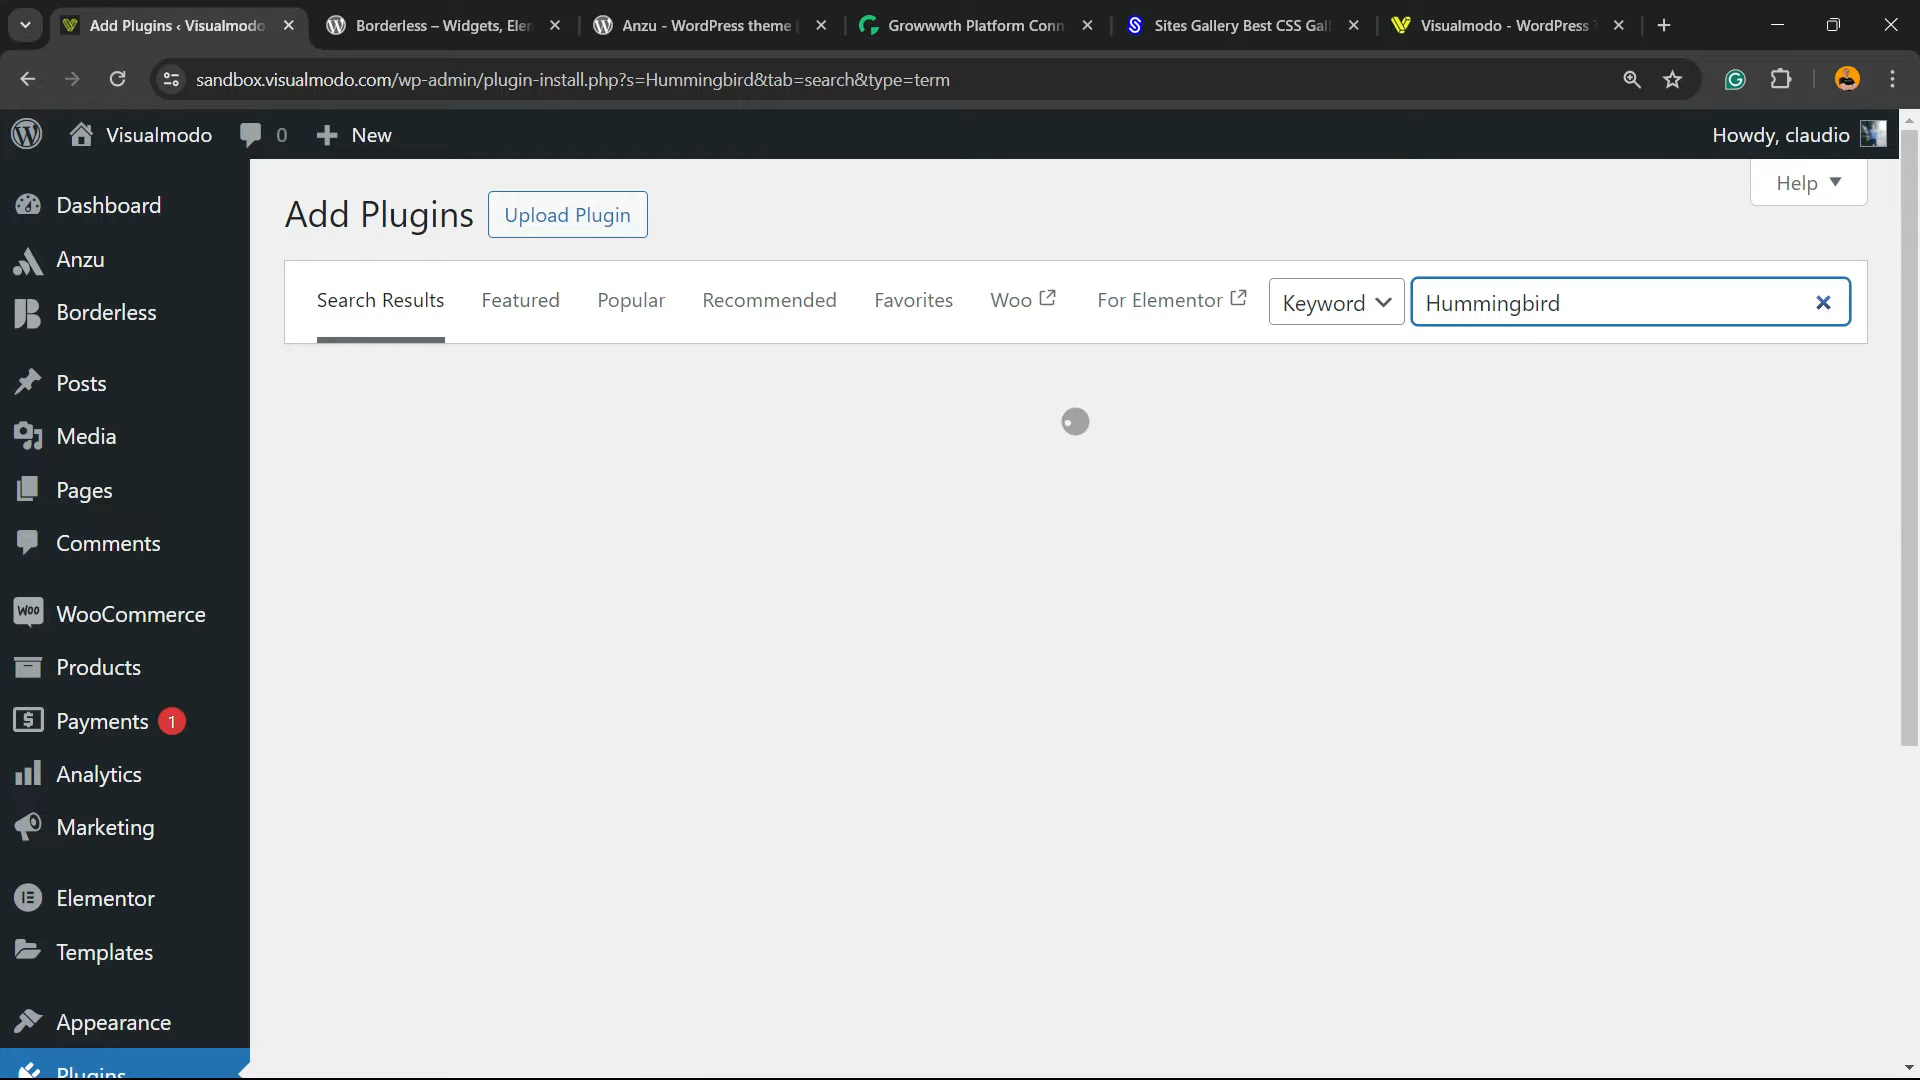 Add Plugins ‹ Visualmodo
Borderless – Widgets, Eler
Anzu - WordPress theme
Growwwth Platform Conn
Sites Gallery Best CSS Gal
Visualmodo - WordPress T
sandbox.visualmodo.com/wp-admin/plugin-install.php?s=Hummingbird&tab=search&type=term
Visualmodo
0
New
Howdy, claudio
Help
Add Plugins
Upload Plugin
Search Results
Featured
Popular
Recommended
Favorites
Woo
For Elementor
Keyword
Hummingbird
Dashboard
Anzu
Borderless
Posts
Media
Pages
Comments
WOO
WooCommerce
Products
Payments 1
Analytics
Marketing
Elementor
Templates
Appearance
Plugins